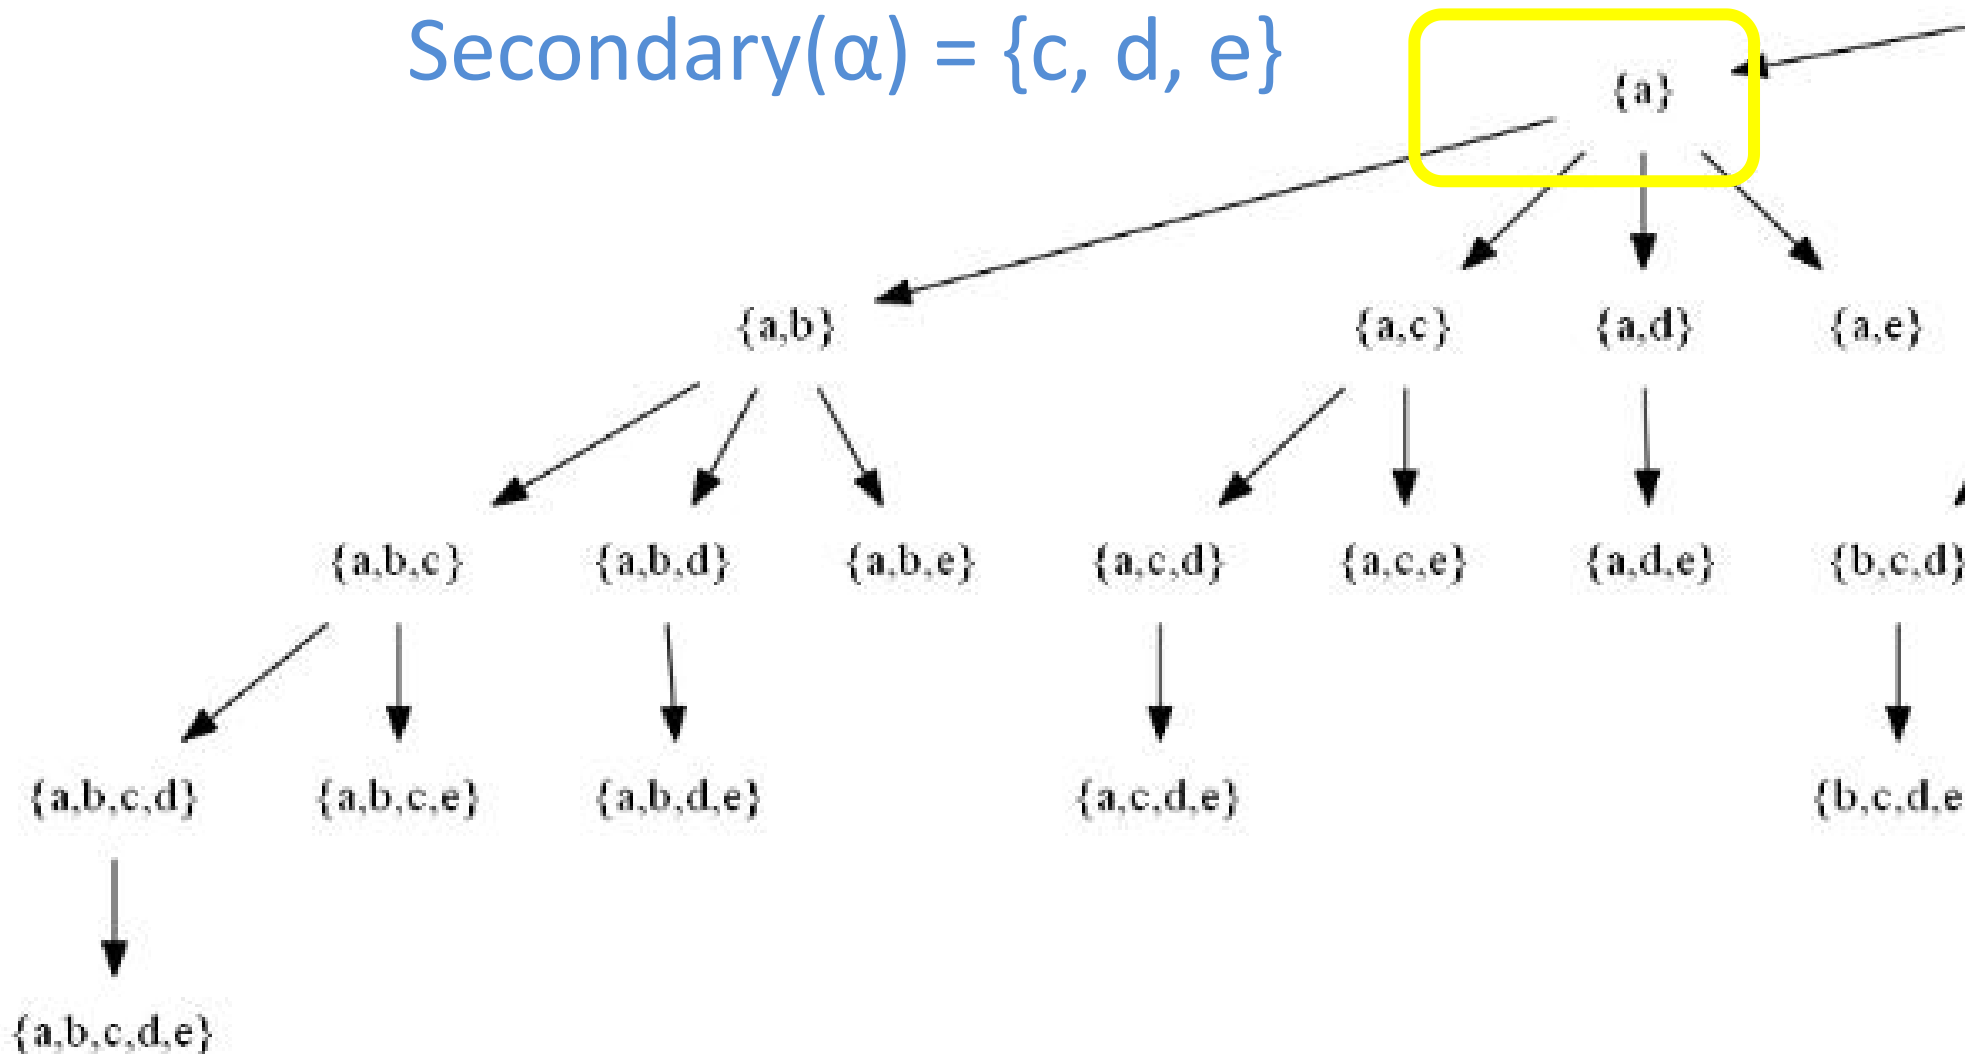 Secondary(α) = {c, d, e}
{a}
{a,b} {a,c} {a,d} {a,e}
{a,b,c} {a,b,d} {a,b,e} {a,c,d} {a,c,e} {a,d,e} {b,c,d}
{a,b,c,d} {a,b,c,e} {a,b,d,e} {a,c,d,e} {b,c,d,e
{a,b,c,d,e}